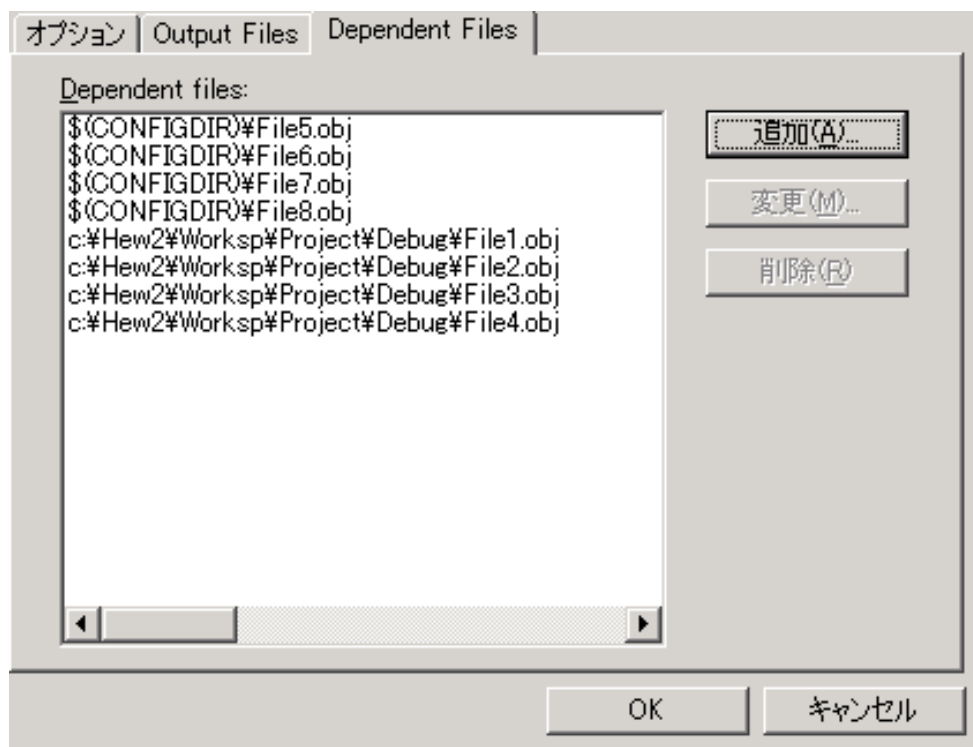 オプション Output Files Dependent Files
Dependent files:
$(CONFIGDIR)¥File5.obj
$(CONFIGDIR)¥File6.obj
$(CONFIGDIR)¥File7.obj
$(CONFIGDIR)¥File8.obj
c:¥Hew2¥Worksp¥Project¥Debug¥File1.obj
c:¥Hew2¥Worksp¥Project¥Debug¥File2.obj
c:¥Hew2¥Worksp¥Project¥Debug¥File3.obj
c:¥Hew2¥Worksp¥Project¥Debug¥File4.obj
追加(A)...
変更(M)...
削除(R)
OK キャンセル